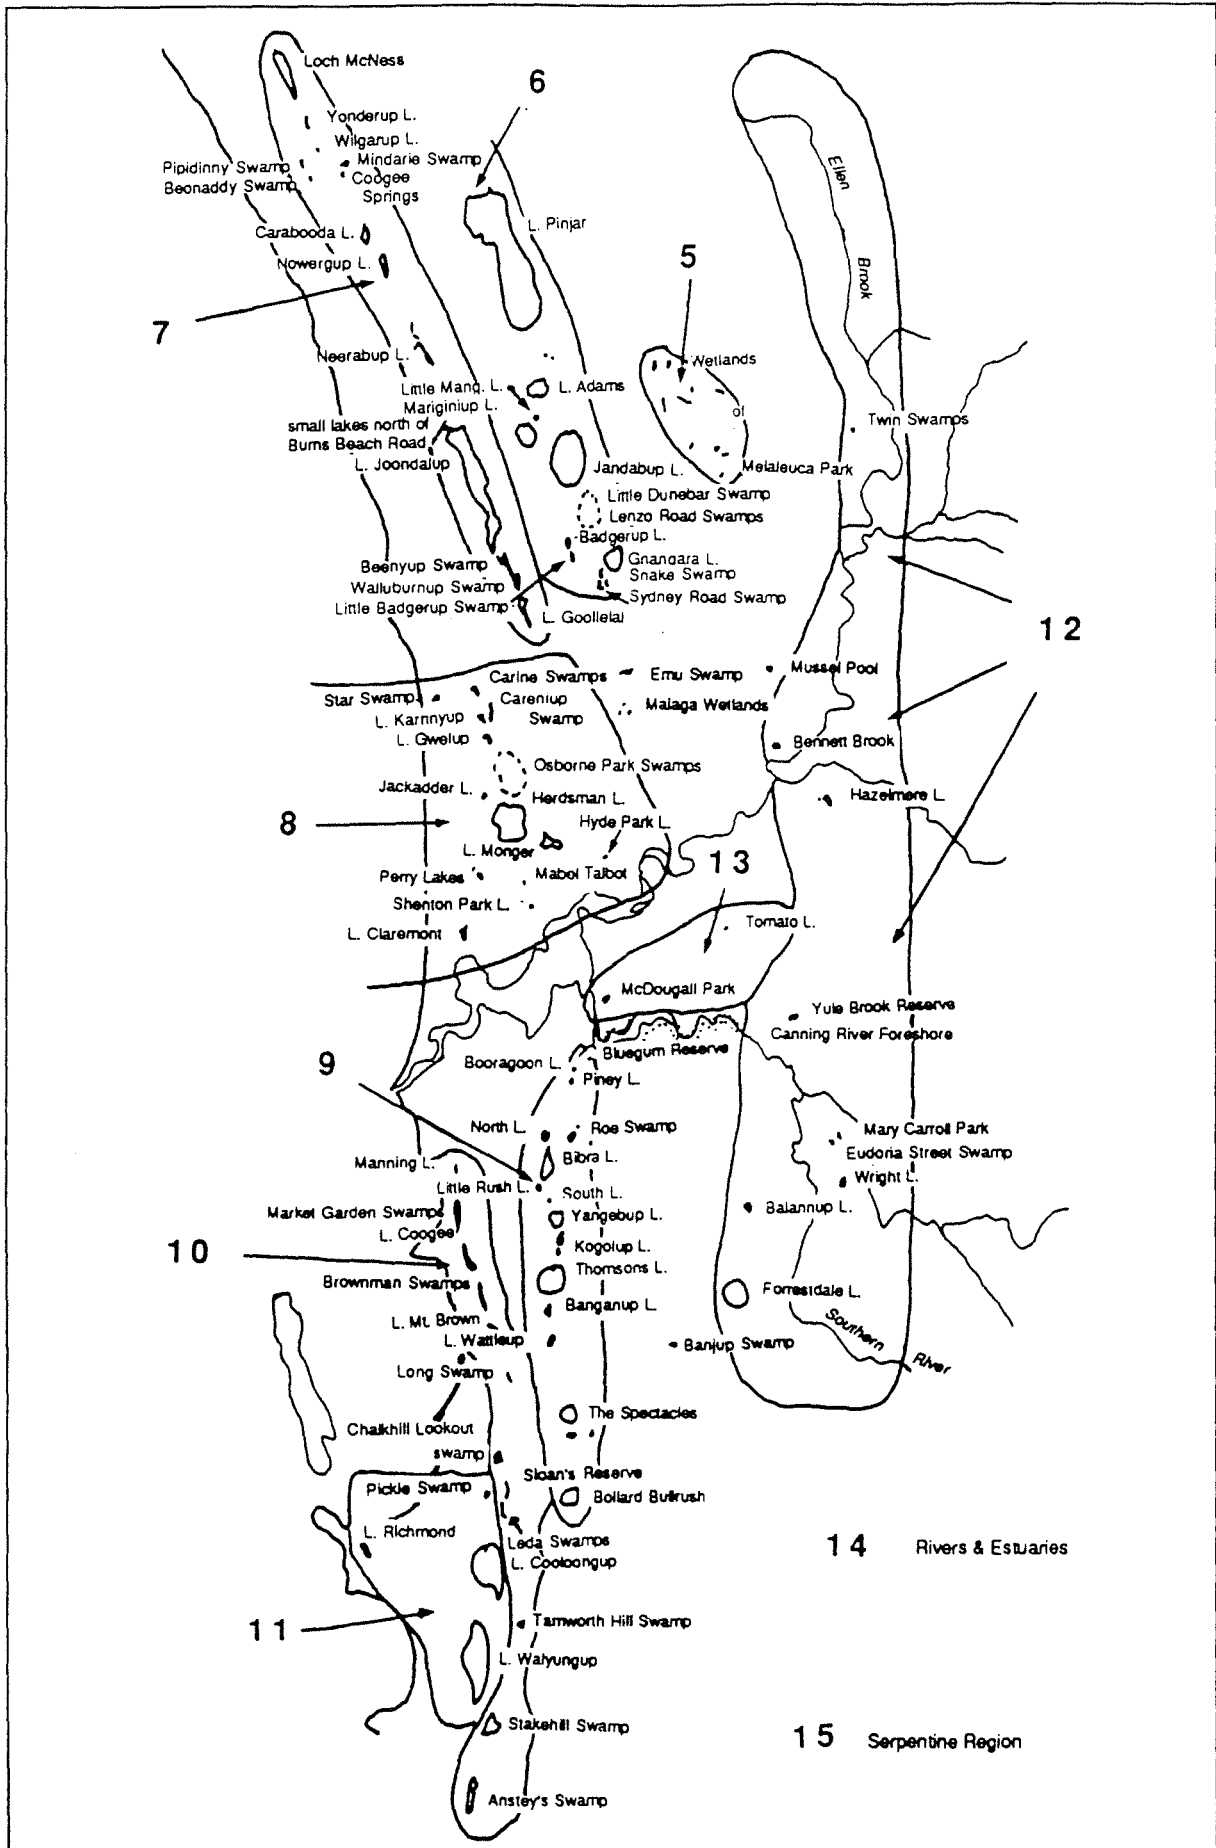 Loch McNess
6
Yonderup L.
Wilgarup L.
Mindarie Swamp
Pipidinny Swamp
Beonaddy Swamp
Coogee
Springs
Ellen
Brook
L. Pinjar
Carabooda L.
Nowergup L.
5
7
Neerabup L.
Wetlands
of
Melaleuca Park
Little Marig. L.
L. Adams
Mariginiup L.
small lakes north of
Burns Beach Road
L. Joondalup
Twin Swamps
Jandabup L.
Little Dunebar Swamp
Lenzo Road Swamps
Badgerup L.
Gnangara L.
Snake Swamp
Sydney Road Swamp
Beenyup Swamp
Walluburnup Swamp
Little Badgerup Swamp
L. Goollelal
12
Carine Swamps
Emu Swamp
Mussel Pool
Star Swamp
Careniup
Swamp
Malaga Wetlands
L. Karrinyup
L. Gwelup
Bennett Brook
Osborne Park Swamps
Jackadder L.
Herdsman L.
Hazelmere L.
8
Hyde Park L.
L. Monger
13
Perry Lakes
Mabel Talbot
Shenton Park L.
L. Claremont
Tomato L.
McDougall Park
Yule Brook Reserve
Canning River Foreshore
9
Booragoon L.
Bluegum Reserve
Piney L.
North L.
Roe Swamp
Mary Carroll Park
Eudoria Street Swamp
Wright L.
Manning L.
Bibra L.
Little Rush L.
South L.
Market Garden Swamps
Yangebup L.
Balannup L.
L. Coogee
10
Kogolup L.
Thomsons L.
Brownman Swamps
Forrestdale L.
Banganup L.
L. Mt. Brown
L. Wattleup
Southern
River
Banjup Swamp
Long Swamp
The Spectacles
Chalkhill Lookout
swamp
Sloan's Reserve
Pickle Swamp
Bollard Bullrush
L. Richmond
Leda Swamps
L. Cooloongup
14 Rivers & Estuaries
11
Tamworth Hill Swamp
L. Walyungup
Stakehill Swamp
15 Serpentine Region
Anstey's Swamp